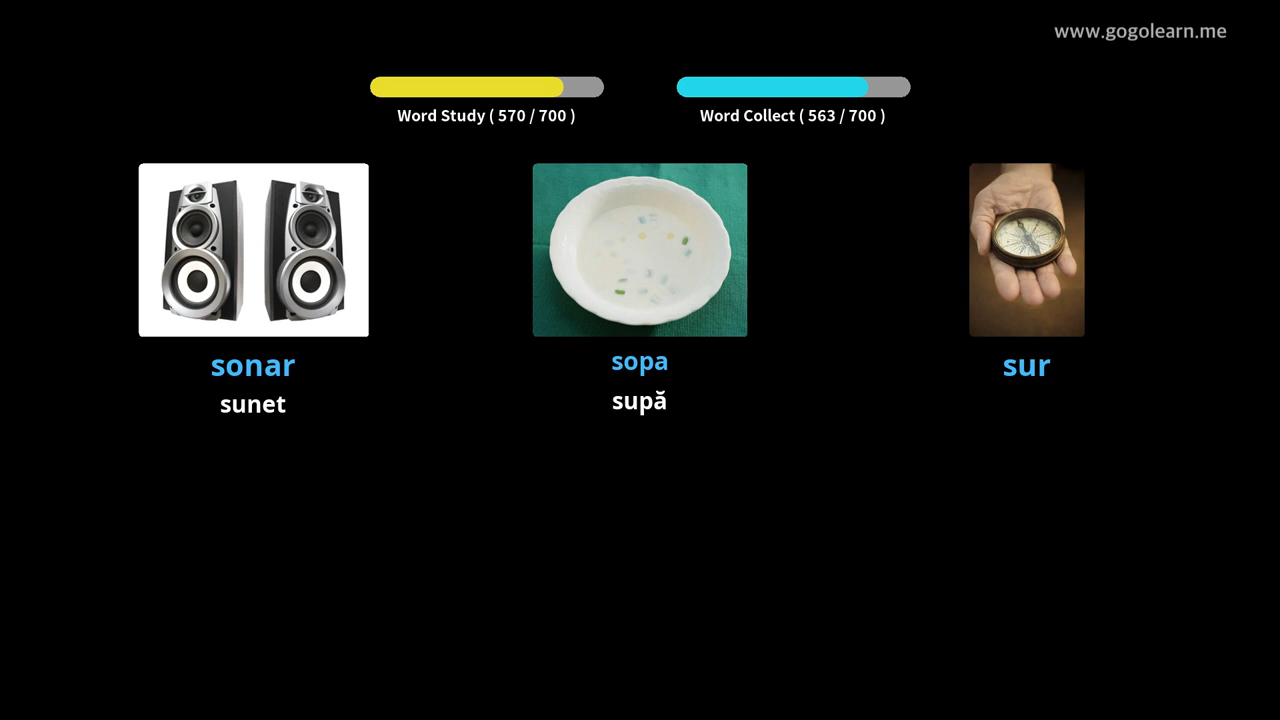 www.gogolearn.me
Word Study ( 570 / 700 )
Word Collect ( 563 / 700 )
sonar
sunet
sopa
supă
sur